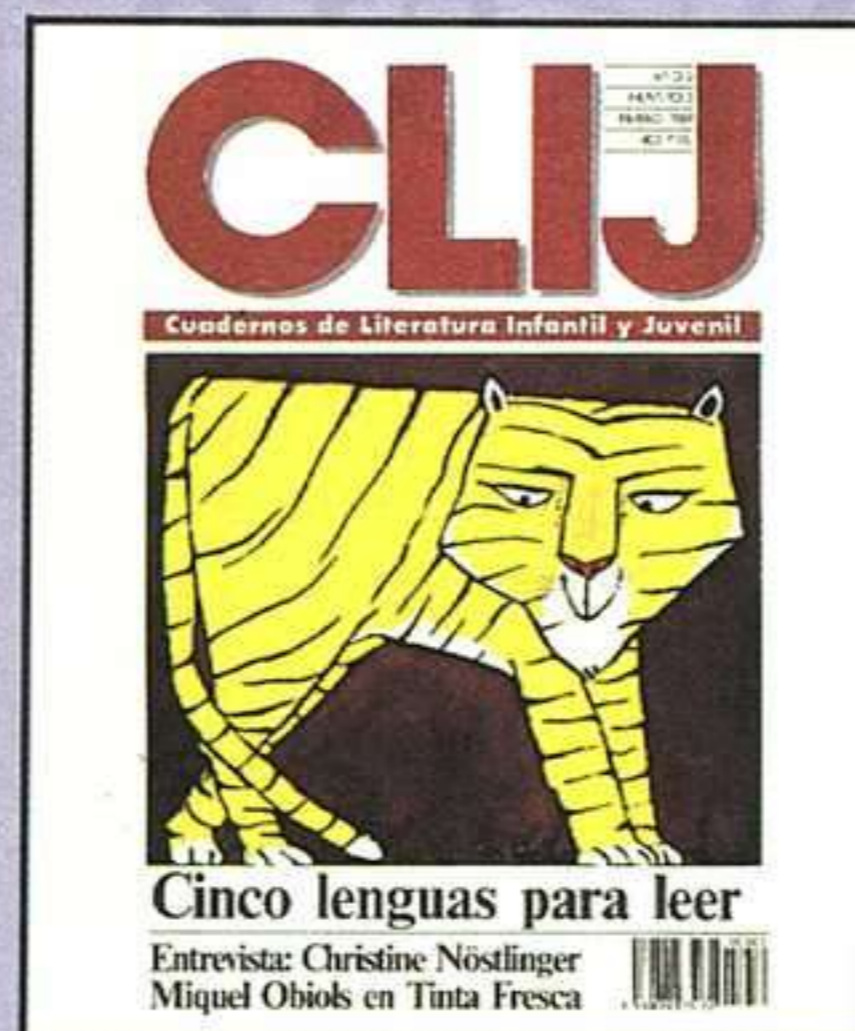 CLIJ
Cuadernos de Literatura Infantil y Juvenil
Cinco lenguas para leer
Entrevista: Christine Nöstlinger
Miquel Obiols en Tinta Fresca